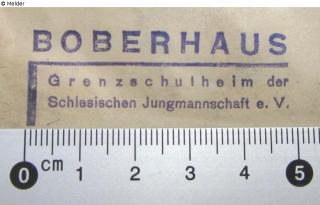 © Melder
BOBERHAUS
Grenzschulheim der
Schlesischen Jungmannschaft e. V.
0 cm 1 2 3 4 5